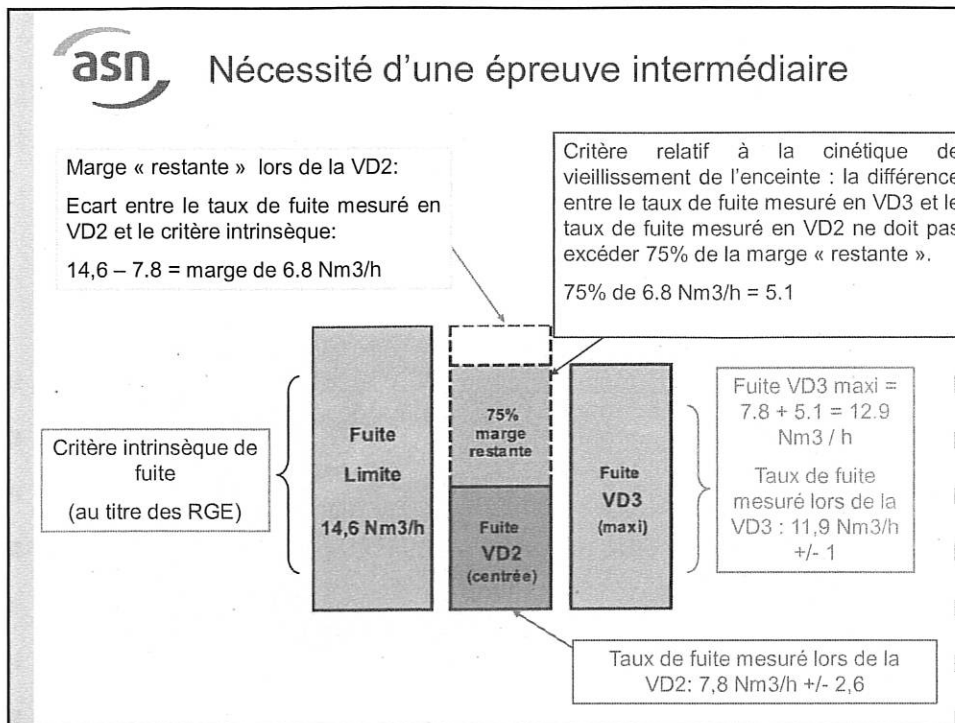 asn
Nécessité d'une épreuve intermédiaire
Marge « restante » lors de la VD2:
Ecart entre le taux de fuite mesuré en
VD2 et le critère intrinsèque:
14,6 – 7.8 = marge de 6.8 Nm3/h
Critère relatif à la cinétique de
vieillissement de l'enceinte : la différence
entre le taux de fuite mesuré en VD3 et le
taux de fuite mesuré en VD2 ne doit pas
excéder 75% de la marge « restante ».
75% de 6.8 Nm3/h = 5.1
Critère intrinsèque de
fuite
(au titre des RGE)
Fuite
Limite
14,6 Nm3/h
75%
marge
restante
Fuite
VD2
(centrée)
Fuite
VD3
(maxi)
Fuite VD3 maxi =
7.8 + 5.1 = 12.9
Nm3 / h
Taux de fuite
mesuré lors de la
VD3 : 11,9 Nm3/h
+/- 1
Taux de fuite mesuré lors de la
VD2: 7,8 Nm3/h +/- 2,6